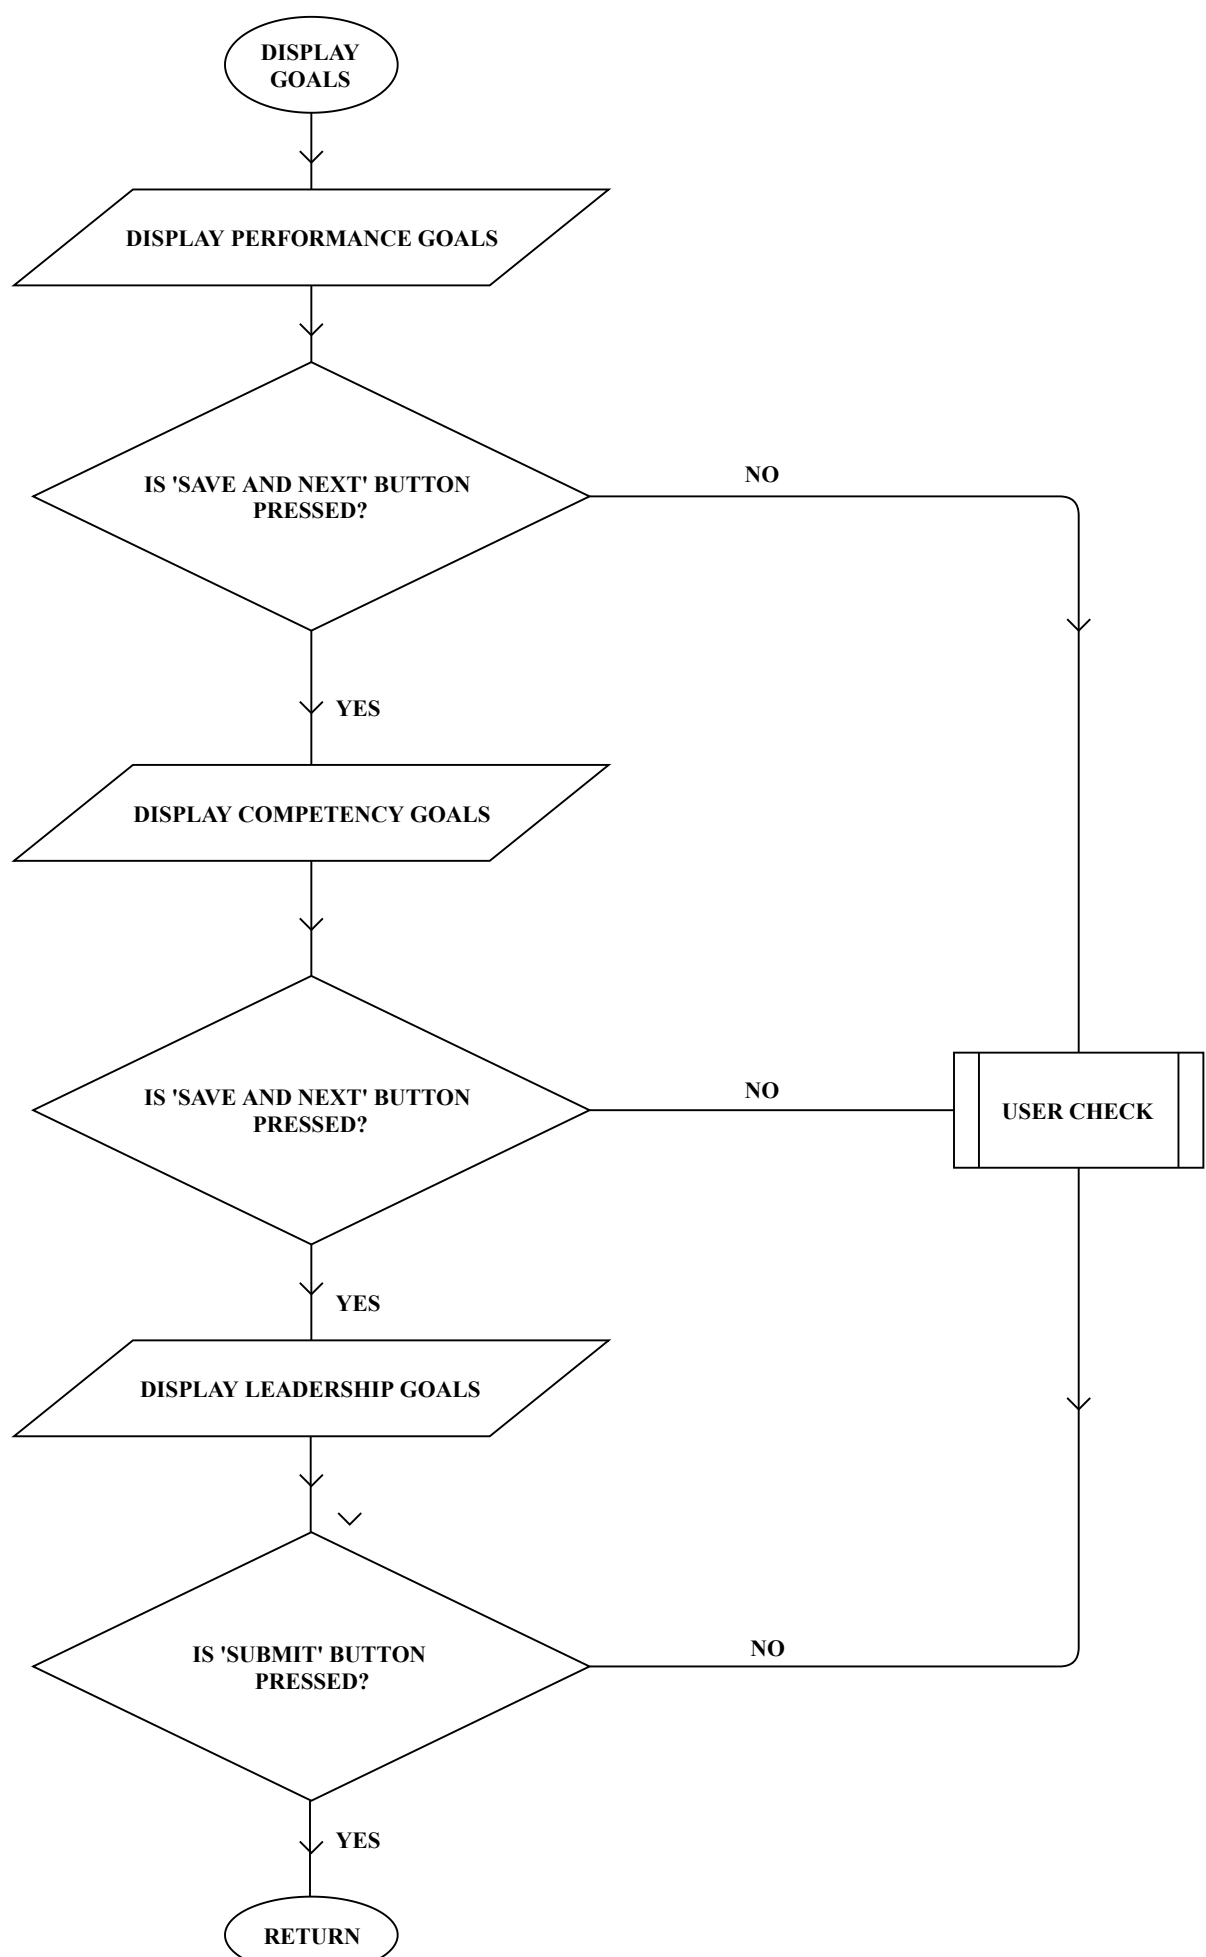 DISPLAY
GOALS
DISPLAY PERFORMANCE GOALS
IS 'SAVE AND NEXT' BUTTON
PRESSED?
NO
YES
DISPLAY COMPETENCY GOALS
IS 'SAVE AND NEXT' BUTTON
PRESSED?
NO
USER CHECK
YES
DISPLAY LEADERSHIP GOALS
IS 'SUBMIT' BUTTON
PRESSED?
NO
YES
RETURN